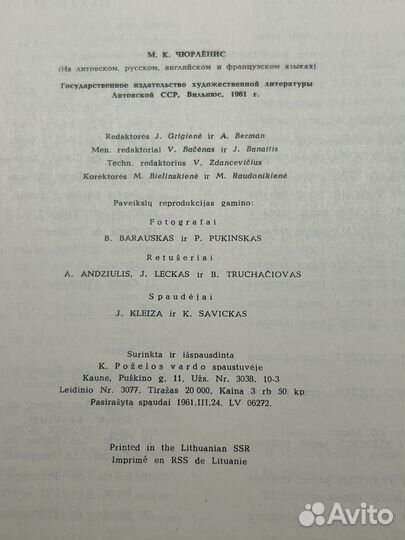 М. К. ЧЮРЛЁНИС
(На литовском, русском, английском и французском языках)
Государственное издательство художественной литературы
Литовской ССР, Вильнюс, 1961 г.
Redaktorės J. Grigienė ir A. Berman
Men. redaktoriai V. Bačėnas ir J. Banaitis
Techn. redaktorius V. Zdancevičius
Korektorės M. Bielinskienė ir M. Raudonikienė
Paveikslų reprodukcijas gamino:
Fotografai
B. BARAUSKAS ir P. PUKINSKAS
Retušeriai
A. ANDZIULIS, J. LECKAS ir B. TRUCHAČIOVAS
Spaudėjai
J. KLEIZA ir K. SAVICKAS
Surinkta ir išspausdinta
K. Poželos vardo spaustuvėje
Kaune, Puškino g. 11. Užs. Nr. 3038. 10-3
Leidinio Nr. 3077. Tiražas 20 000. Kaina 3 rb 50 kp
Pasirašyta spaudai 1961.III.24. LV 06272.
Printed in the Lithuanian SSR
Imprimé en RSS de Lituanie
Avito